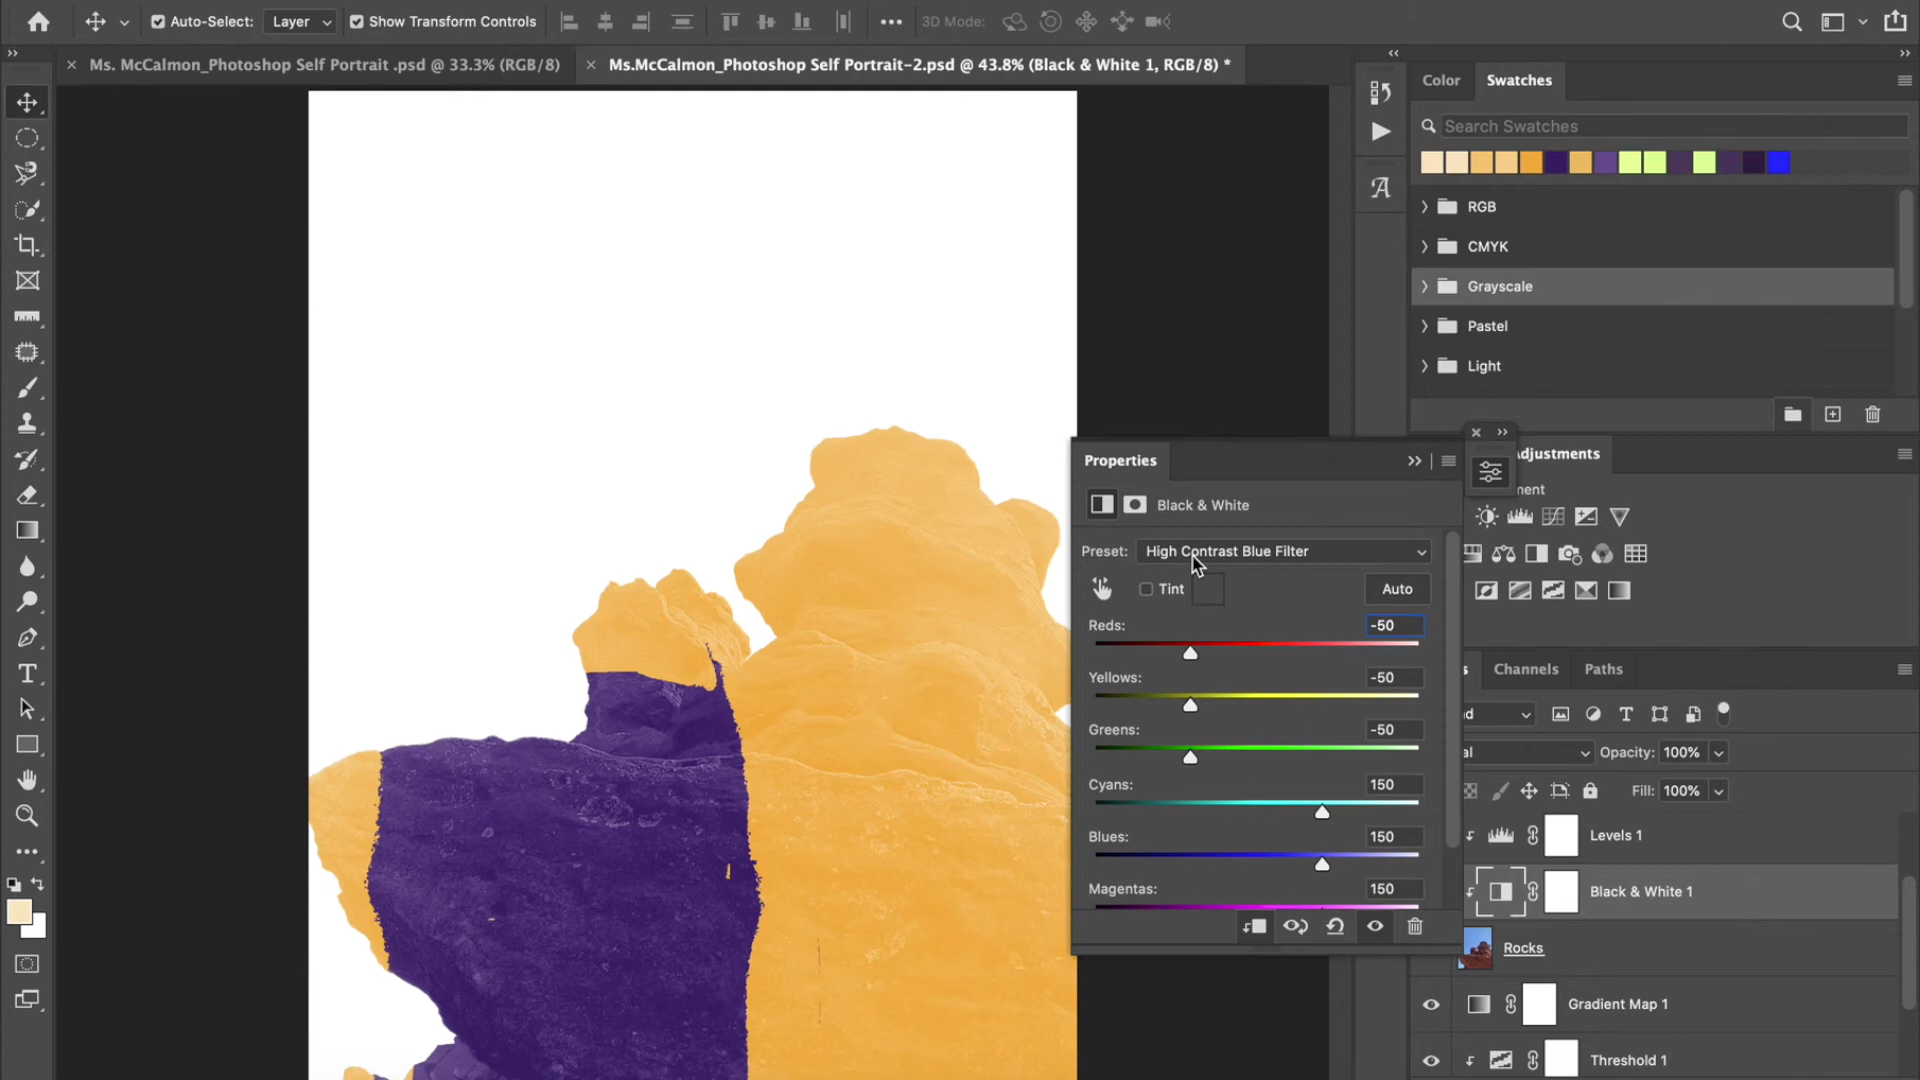 Auto-Select: Layer Show Transform Controls 3D Mode:
Ms. McCalmon_Photoshop Self Portrait .psd @ 33.3% (RGB/8) Ms.McCalmon_Photoshop Self Portrait-2.psd @ 43.8% (Black & White 1, RGB/8) *
Color Swatches
Search Swatches
RGB
CMYK
Grayscale
Pastel
Light
Properties
Adjustments
Black & White
Preset: High Contrast Blue Filter
Tint Auto
Reds: -50
Yellows: -50
Greens: -50
Cyans: 150
Blues: 150
Magentas: 150
Channels Paths
Opacity: 100%
Fill: 100%
Levels 1
Black & White 1
Rocks
Gradient Map 1
Threshold 1